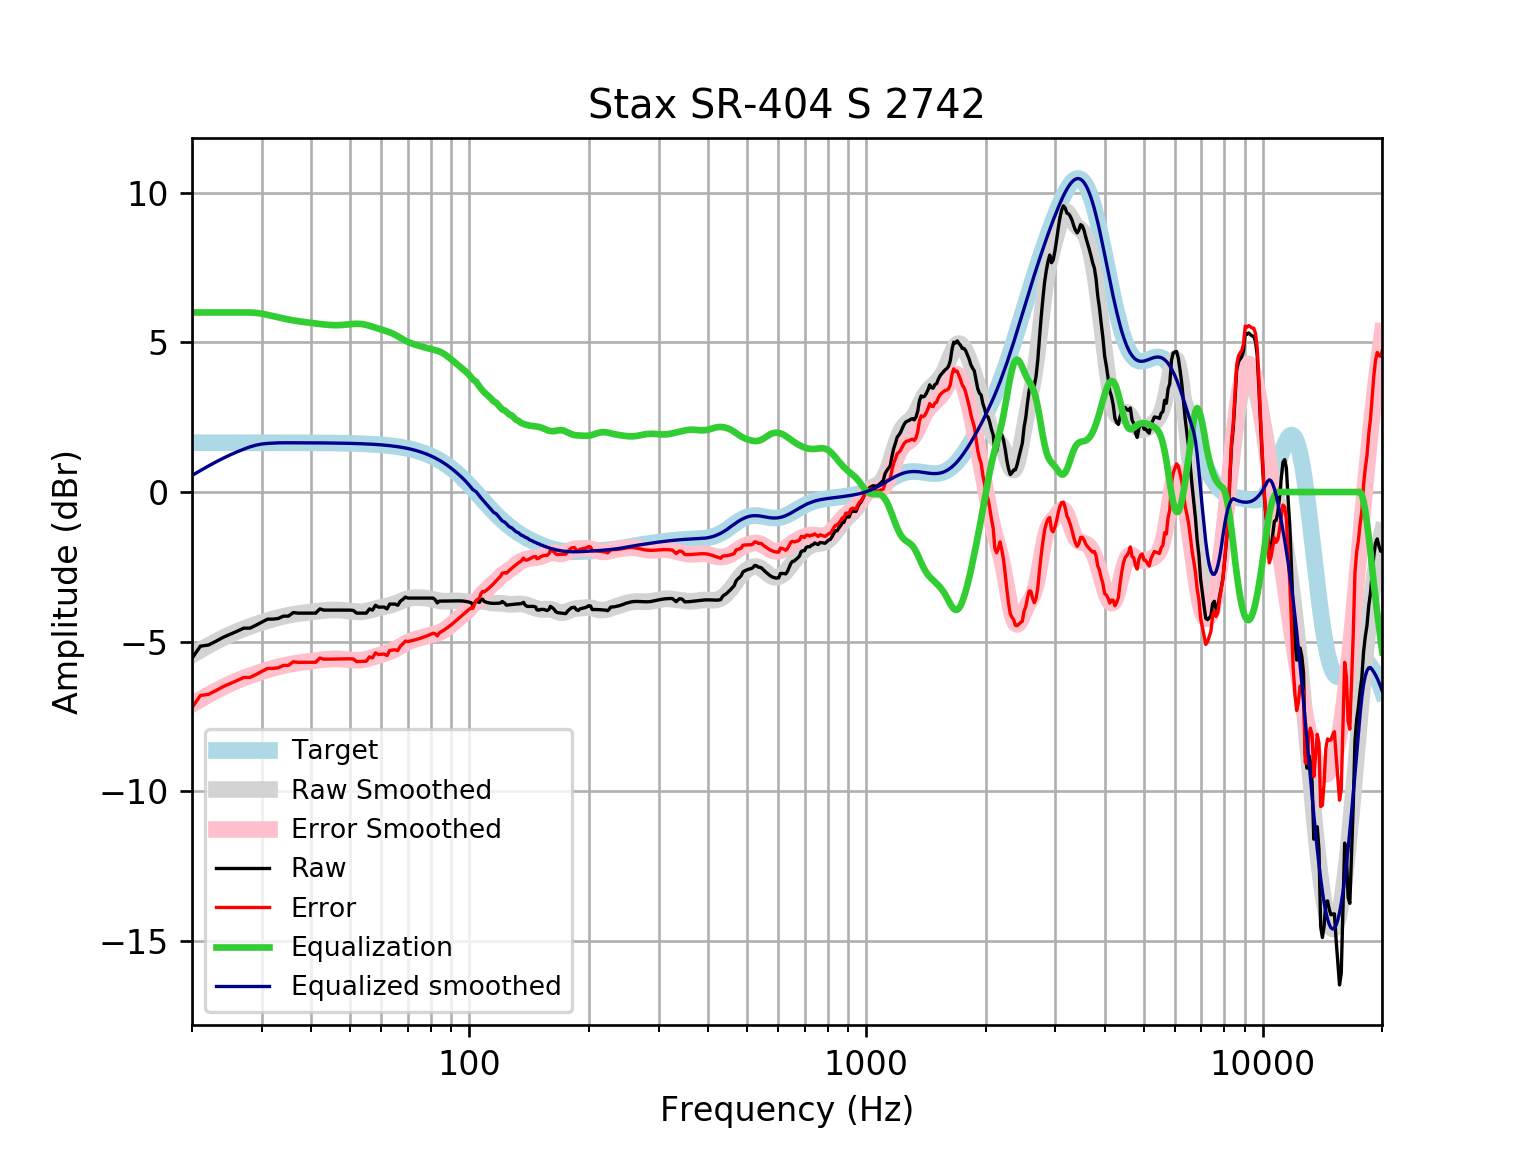 Stax SR-404 S 2742
Amplitude (dBr)
10
5
0
−5
−10
−15
Target
Raw Smoothed
Error Smoothed
Raw
Error
Equalization
Equalized smoothed
100
1000
10000
Frequency (Hz)